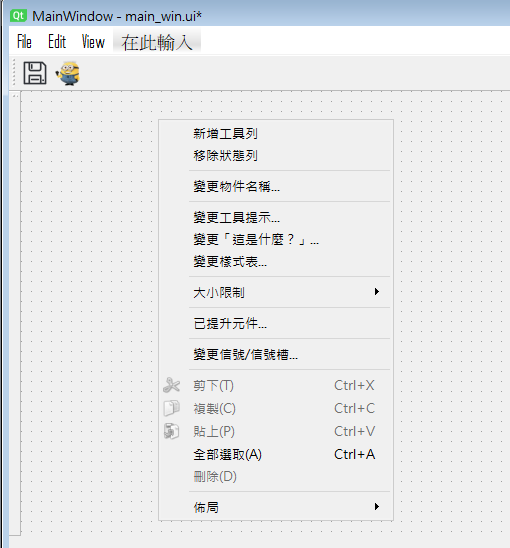 Qt MainWindow - main_win.ui*
File Edit View 在此輸入
新增工具列
移除狀態列
變更物件名稱...
變更工具提示...
變更「這是什麼？」...
變更樣式表...
大小限制
已提升元件...
變更信號/信號槽...
剪下(T) Ctrl+X
複製(C) Ctrl+C
貼上(P) Ctrl+V
全部選取(A) Ctrl+A
刪除(D)
佈局